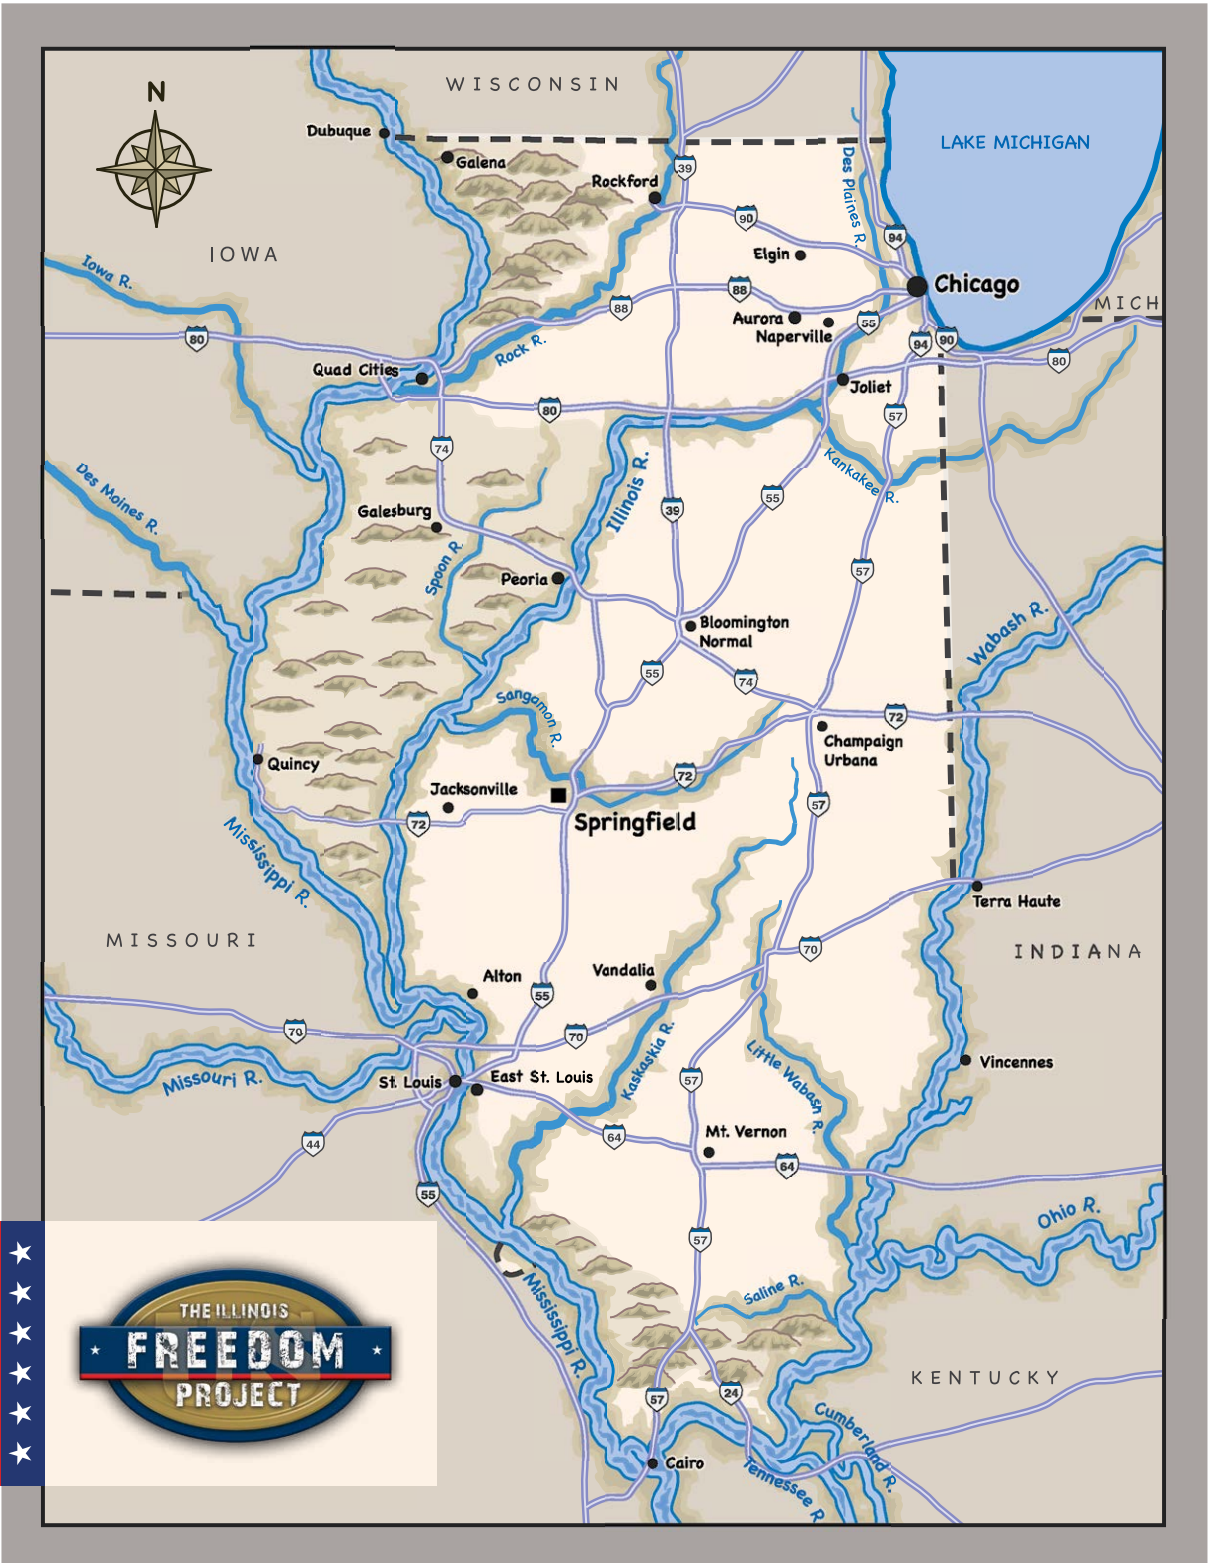 WISCONSIN
N
Dubuque
Galena
LAKE MICHIGAN
Des Plaines R.
39
Rockford
90
94
IOWA
Elgin
Iowa R.
Chicago
88
88
MICH
Aurora
55
Naperville
80
Rock R.
94
90
80
Quad Cities
Joliet
80
57
74
Kankakee R.
Illinois R.
Des Moines R.
55
Galesburg
39
Spoon R.
57
Peoria
Bloomington
Normal
Wabash R.
55
74
Sangamon R.
72
Champaign
Urbana
Quincy
72
Jacksonville
57
72
Springfield
Mississippi R.
Terra Haute
MISSOURI
70
INDIANA
Alton
Vandalia
55
70
70
Kaskaskia R.
Little Wabash R.
Vincennes
Missouri R.
St. Louis
East St. Louis
57
44
64
Mt. Vernon
64
55
Ohio R.
57
Mississippi R.
Saline R.
THE ILLINOIS
FREEDOM
PROJECT
KENTUCKY
57
24
Cumberland R.
Cairo
Tennessee R